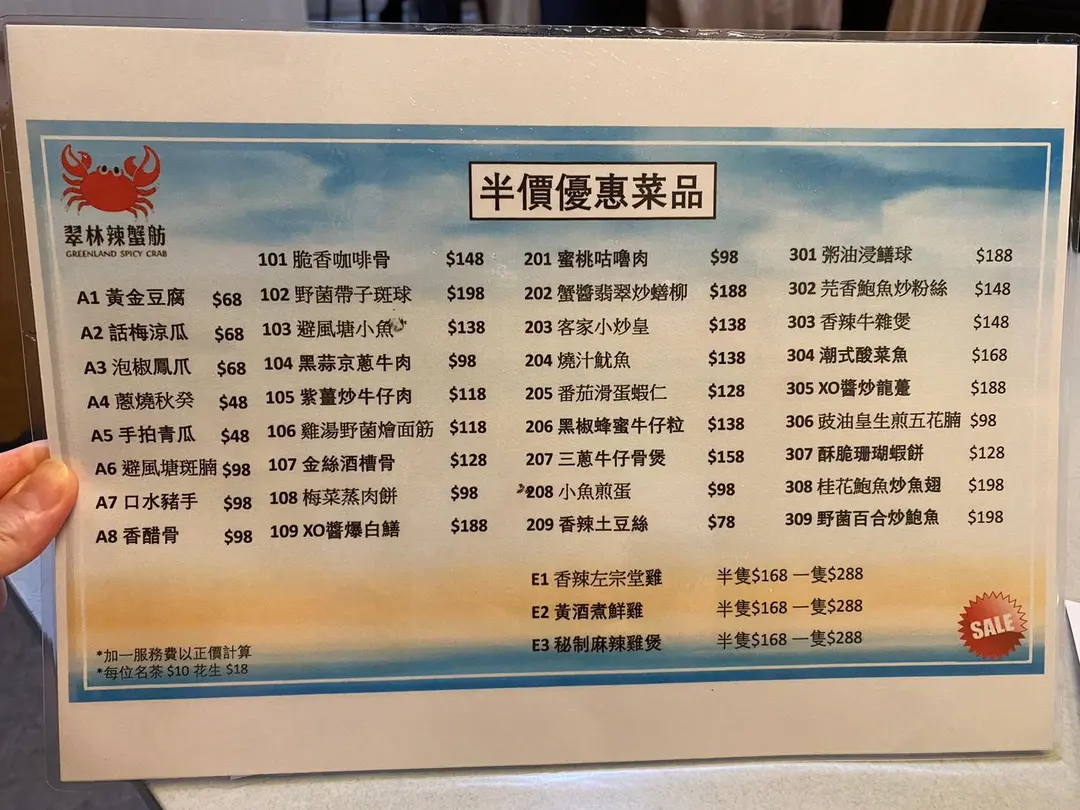 半價優惠菜品
翠林辣蟹舫
GREENLAND SPICY CRAB
A1 黃金豆腐 $68
A2 話梅涼瓜 $68
A3 泡椒鳳爪 $68
A4 蔥燒秋癸 $48
A5 手拍青瓜 $48
A6 避風塘斑腩 $98
A7 口水豬手 $98
A8 香醋骨 $98
101 脆香咖啡骨 $148
102 野菌帶子斑球 $198
103 避風塘小魚 $138
104 黑蒜京蔥牛肉 $98
105 紫薑炒牛仔肉 $118
106 雞湯野菌燴面筋 $118
107 金絲酒槽骨 $128
108 梅菜蒸肉餅 $98
109 XO醬爆白鱔 $188
201 蜜桃咕嚕肉 $98
202 蟹醬翡翠炒蟮柳 $188
203 客家小炒皇 $138
204 燒汁魷魚 $138
205 番茄滑蛋蝦仁 $128
206 黑椒蜂蜜牛仔粒 $138
207 三蔥牛仔骨煲 $158
208 小魚煎蛋 $98
209 香辣土豆絲 $78
301 粥油浸鱔球 $188
302 芫香鮑魚炒粉絲 $148
303 香辣牛雜煲 $148
304 潮式酸菜魚 $168
305 XO醬炒龍躉 $188
306 豉油皇生煎五花腩 $98
307 酥脆珊瑚蝦餅 $128
308 桂花鮑魚炒魚翅 $198
309 野菌百合炒鮑魚 $198
E1 香辣左宗堂雞 半隻$168 一隻$288
E2 黃酒煮鮮雞 半隻$168 一隻$288
E3 秘制麻辣雞煲 半隻$168 一隻$288
*加一服務費以正價計算
*每位名茶 $10 花生 $18
SALE